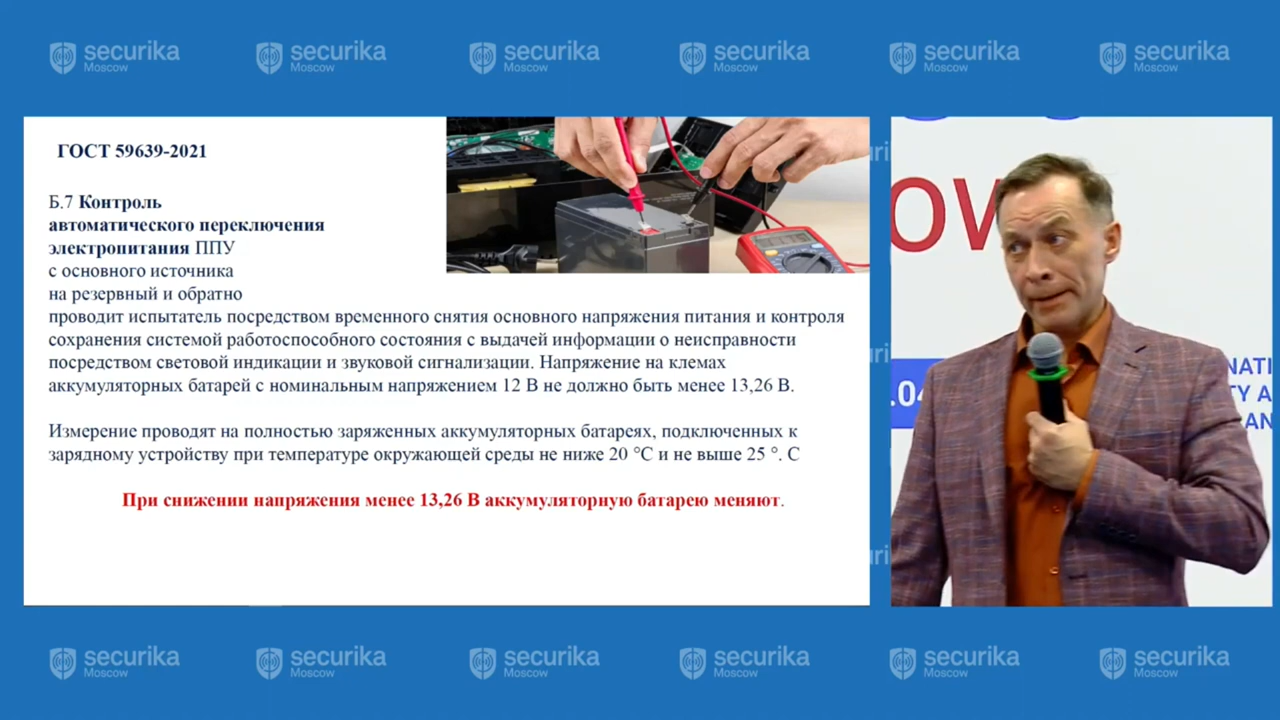 securika
Moscow
securika
Moscow
securika
Moscow
securika
Moscow
securika
Moscow
securika
Moscow
ГОСТ 59639-2021
Б.7 Контроль
автоматического переключения
электропитания ППУ
с основного источника
на резервный и обратно
проводит испытатель посредством временного снятия основного напряжения питания и контроля
сохранения системой работоспособного состояния с выдачей информации о неисправности
посредством световой индикации и звуковой сигнализации. Напряжение на клемах
аккумуляторных батарей с номинальным напряжением 12 В не должно быть менее 13,26 В.
Измерение проводят на полностью заряженных аккумуляторных батареях, подключенных к
зарядному устройству при температуре окружающей среды не ниже 20 °С и не выше 25 °. С
При снижении напряжения менее 13,26 В аккумуляторную батарею меняют.
securika
Moscow
securika
Moscow
securika
Moscow
securika
Moscow
securika
Moscow
securika
Moscow